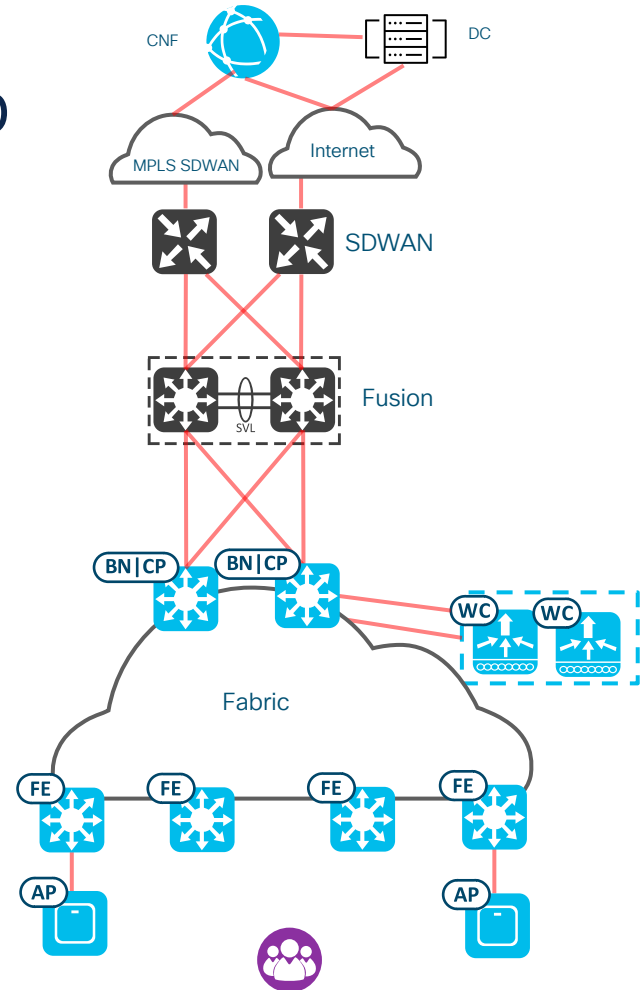 CNF
DC
)
MPLS SDWAN
Internet
SDWAN
Fusion
SVL
BN|CP
BN|CP
WC
WC
Fabric
FE
FE
FE
FE
AP
AP